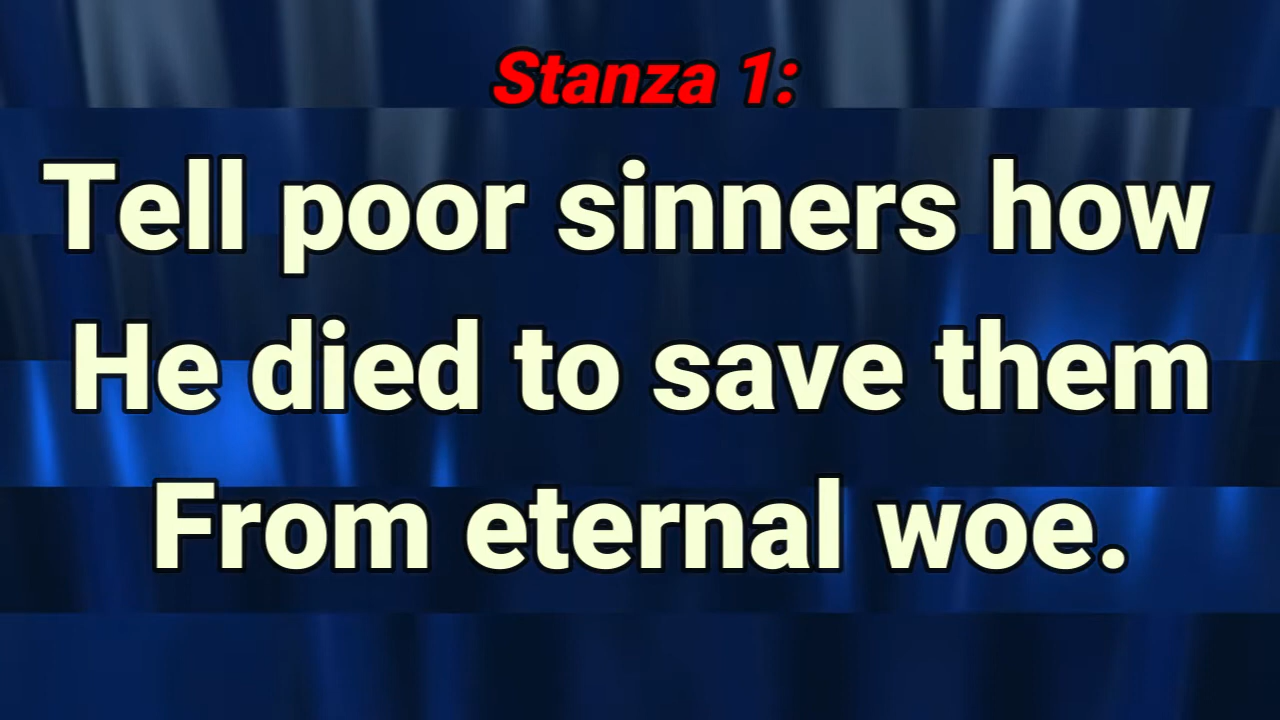 Stanza 1:
Tell poor sinners how
He died to save them
From eternal woe.